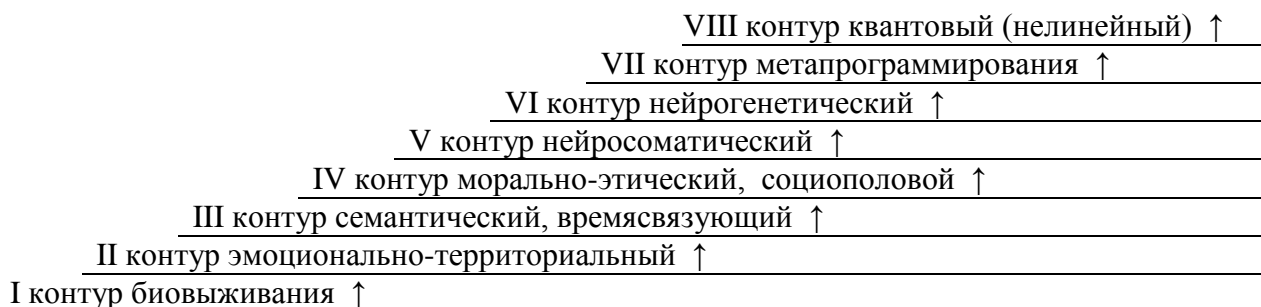 VIII контур квантовый (нелинейный) ↑
VII контур метапрограммирования ↑
VI контур нейрогенетический ↑
V контур нейросоматический ↑
IV контур морально-этический, социополовой ↑
III контур семантический, времясвязующий ↑
II контур эмоционально-территориальный ↑
I контур биовыживания ↑